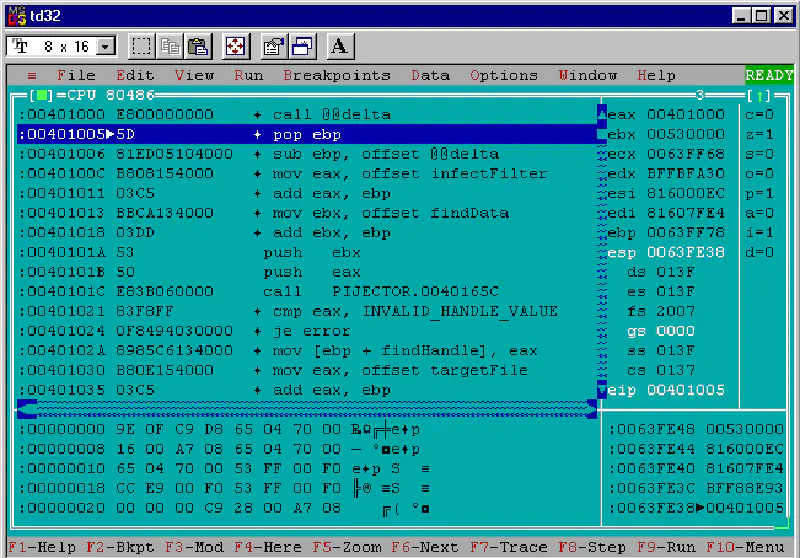 td32
8 x 16 A
≡ File Edit View Run Breakpoints Data Options Window Help READY
[■]=CPU 80486 3 [↑]
:00401000 E800000000 call @@delta eax 00401000 c=0
:00401005►5D pop ebp ebx 00530000 z=1
:00401006 81ED05104000 sub ebp, offset @@delta ecx 0063FF68 s=0
:0040100C B808154000 mov eax, offset infectFilter edx BFFBFA30 o=0
:00401011 03C5 add eax, ebp esi 816000EC p=1
:00401013 BBCA134000 mov ebx, offset findData edi 81607FE4 a=0
:00401018 03DD add ebx, ebp ebp 0063FF78 i=1
:0040101A 53 push ebx esp 0063FE38 d=0
:0040101B 50 push eax ds 013F
:0040101C E83B060000 call PIJECTOR.0040165C es 013F
:00401021 83F8FF cmp eax, INVALID_HANDLE_VALUE fs 2007
:00401024 0F8494030000 je error gs 0000
:0040102A 8985C6134000 mov [ebp + findHandle], eax ss 013F
:00401030 B80E154000 mov eax, offset targetFile cs 0137
:00401035 03C5 add eax, ebp eip 00401005
:00000000 9E 0F C9 D8 65 04 70 00 :0063FE48 00530000
:00000008 16 00 A7 08 65 04 70 00 :0063FE44 816000EC
:00000010 65 04 70 00 53 FF 00 F0 e♦p S ≡ :0063FE40 81607FE4
:00000018 CC E9 00 F0 53 FF 00 F0 :0063FE3C BFF88E93
:00000020 00 00 00 C9 28 00 A7 08 :0063FE38►00401005
F1-Help F2-Bkpt F3-Mod F4-Here F5-Zoom F6-Next F7-Trace F8-Step F9-Run F10-Menu